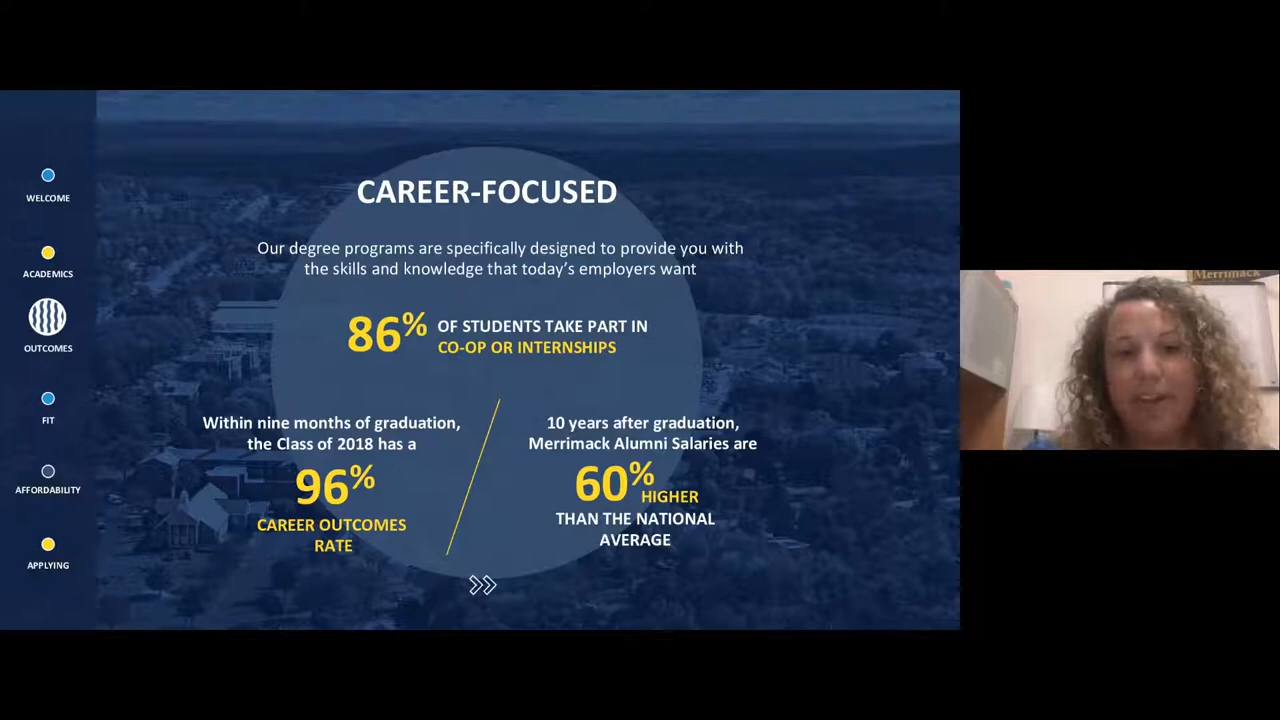 WELCOME
ACADEMICS
OUTCOMES
FIT
AFFORDABILITY
APPLYING
CAREER-FOCUSED
Our degree programs are specifically designed to provide you with
the skills and knowledge that today's employers want
86% OF STUDENTS TAKE PART IN
CO-OP OR INTERNSHIPS
Within nine months of graduation,
the Class of 2018 has a
96%
CAREER OUTCOMES
RATE
10 years after graduation,
Merrimack Alumni Salaries are
60% HIGHER
THAN THE NATIONAL
AVERAGE
Merrimack